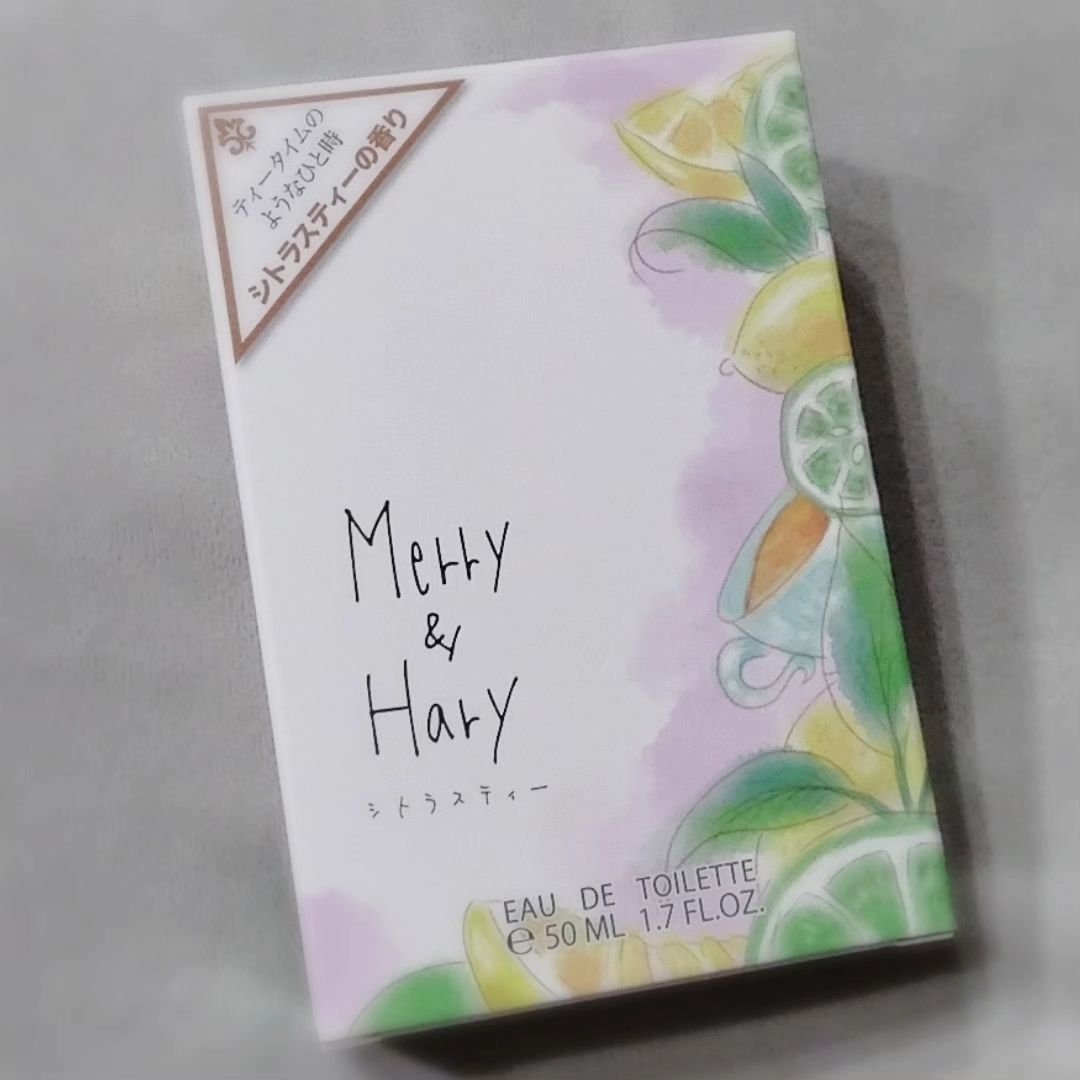 ティータイムの
ようなひと時
シトラスティーの香り
Merry
&
Hary
シトラスティー
EAU DE TOILETTE
℮ 50 ML 1.7 FL.OZ.